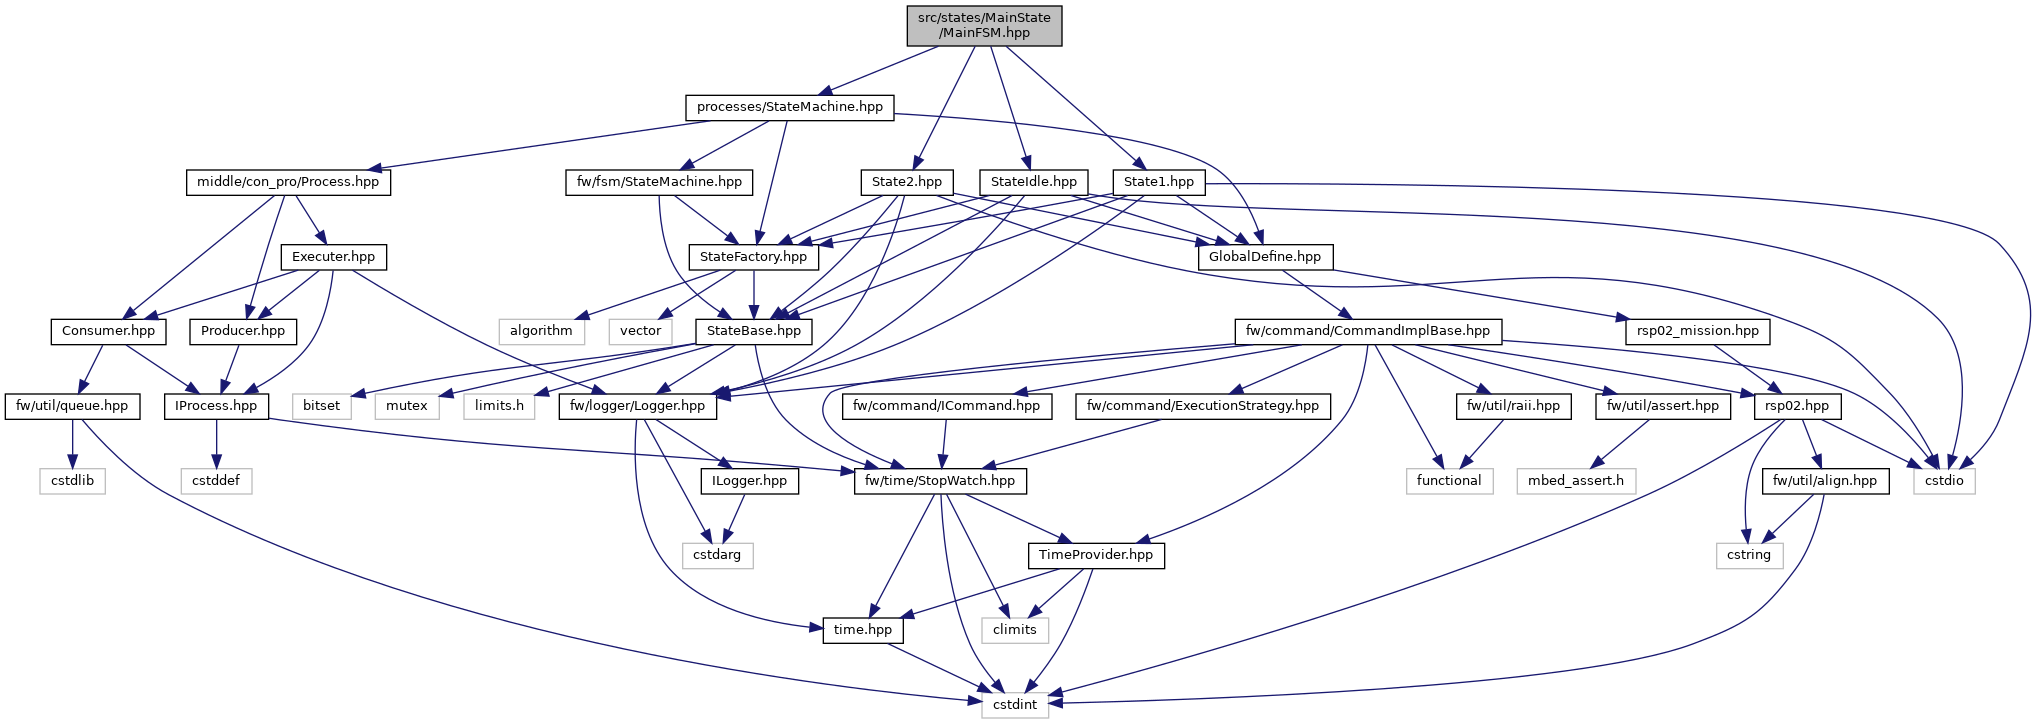 src/states/MainState
/MainFSM.hpp
processes/StateMachine.hpp
middle/con_pro/Process.hpp
fw/fsm/StateMachine.hpp
State2.hpp
StateIdle.hpp
State1.hpp
Executer.hpp
StateFactory.hpp
GlobalDefine.hpp
Consumer.hpp
Producer.hpp
algorithm
vector
StateBase.hpp
fw/command/CommandImplBase.hpp
rsp02_mission.hpp
fw/util/queue.hpp
IProcess.hpp
bitset
mutex
limits.h
fw/logger/Logger.hpp
fw/command/ICommand.hpp
fw/command/ExecutionStrategy.hpp
fw/util/raii.hpp
fw/util/assert.hpp
rsp02.hpp
cstdlib
cstddef
ILogger.hpp
fw/time/StopWatch.hpp
functional
mbed_assert.h
fw/util/align.hpp
cstdio
cstdarg
TimeProvider.hpp
cstring
time.hpp
climits
cstdint